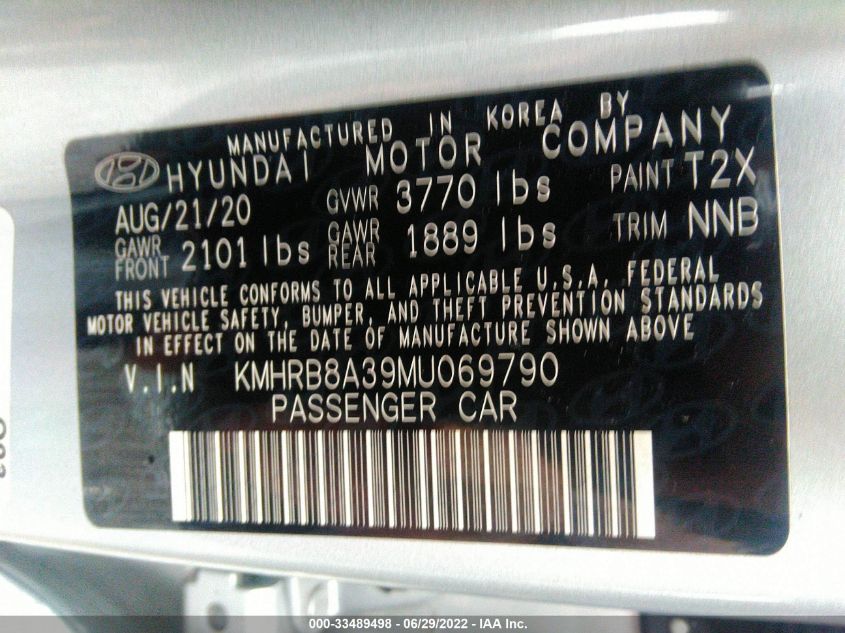 MANUFACTURED IN KOREA BY
HYUNDAI MOTOR COMPANY
AUG/21/20 GVWR 3770 lbs PAINT T2X
GAWR FRONT 2101 lbs GAWR REAR 1889 lbs TRIM NNB
THIS VEHICLE CONFORMS TO ALL APPLICABLE U.S.A. FEDERAL
MOTOR VEHICLE SAFETY, BUMPER, AND THEFT PREVENTION STANDARDS
IN EFFECT ON THE DATE OF MANUFACTURE SHOWN ABOVE
V.I.N KMHRB8A39MU069790
PASSENGER CAR
000-33489498 - 06/29/2022 - IAA Inc.